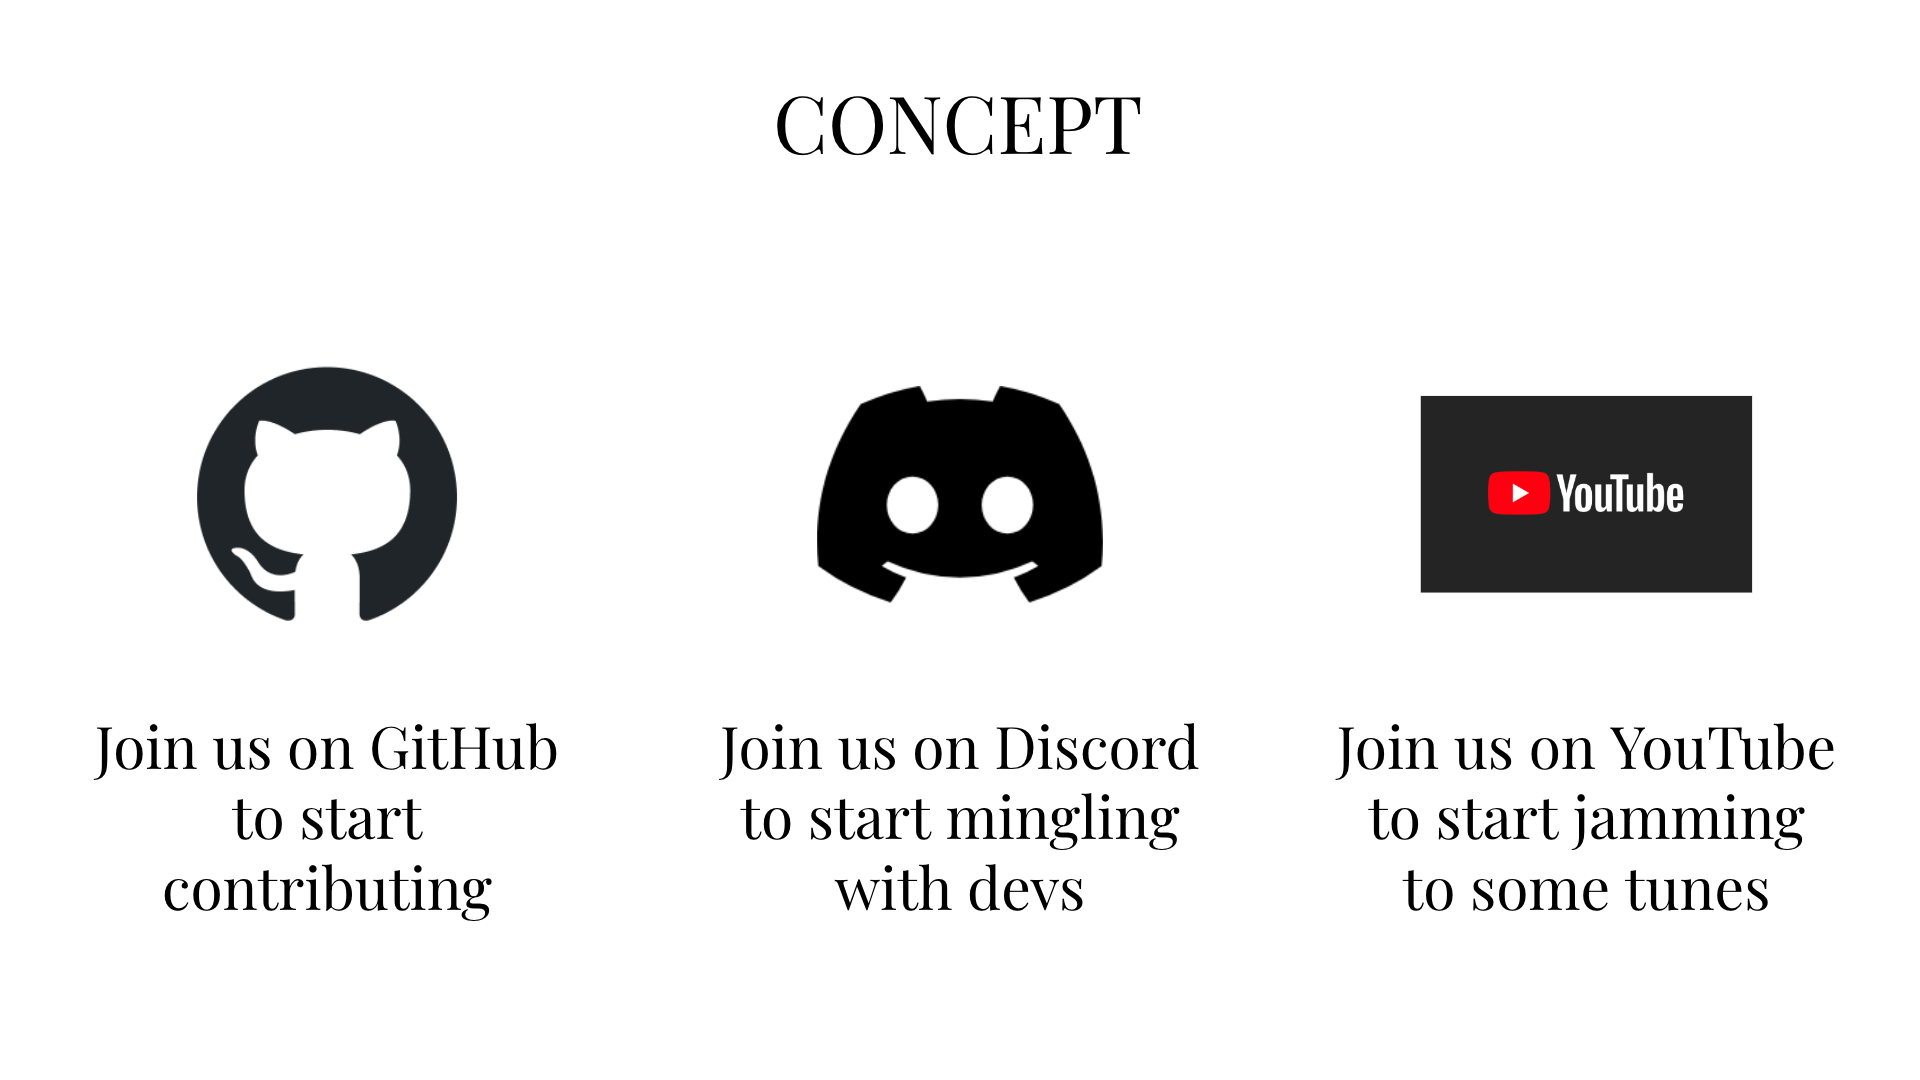 CONCEPT
YouTube
Join us on GitHub
to start
contributing
Join us on Discord
to start mingling
with devs
Join us on YouTube
to start jamming
to some tunes